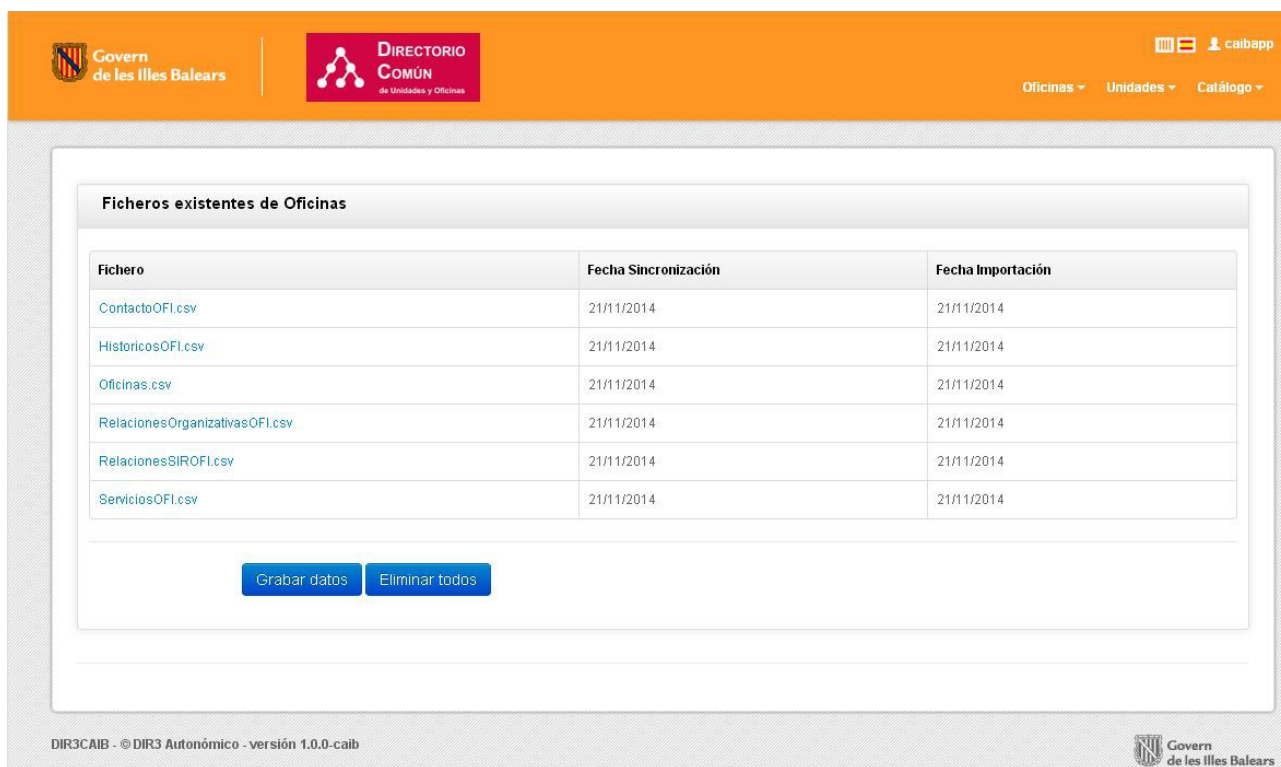 Govern
de les Illes Balears
DIRECTORIO
COMÚN
de Unidades y Oficinas
caibapp
Oficinas Unidades Catálogo
Ficheros existentes de Oficinas
Fichero Fecha Sincronización Fecha Importación
ContactoOFI.csv 21/11/2014 21/11/2014
HistoricosOFI.csv 21/11/2014 21/11/2014
Oficinas.csv 21/11/2014 21/11/2014
RelacionesOrganizativasOFI.csv 21/11/2014 21/11/2014
RelacionesSIROFI.csv 21/11/2014 21/11/2014
ServiciosOFI.csv 21/11/2014 21/11/2014
Grabar datos Eliminar todos
DIR3CAIB - © DIR3 Autonómico - versión 1.0.0-caib
Govern
de les Illes Balears